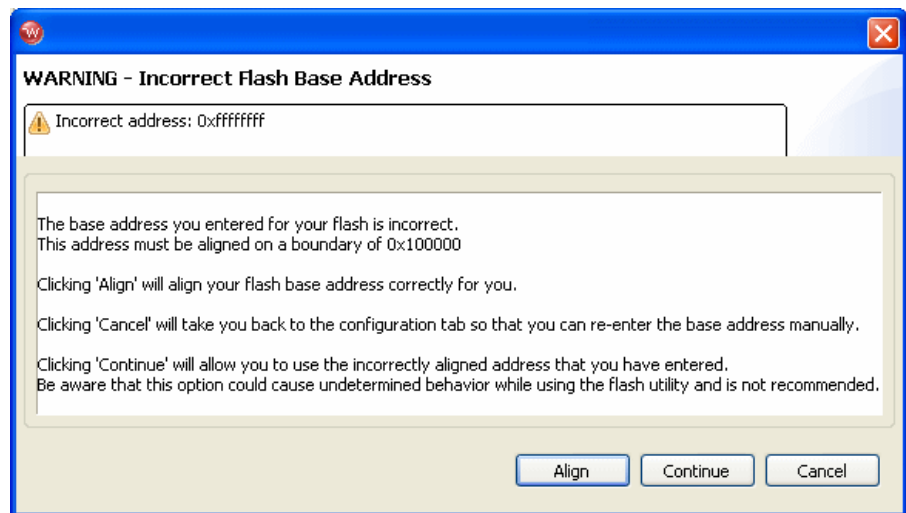 W
WARNING - Incorrect Flash Base Address
Incorrect address: 0xffffffff
The base address you entered for your flash is incorrect.
This address must be aligned on a boundary of 0x100000
Clicking 'Align' will align your flash base address correctly for you.
Clicking 'Cancel' will take you back to the configuration tab so that you can re-enter the base address manually.
Clicking 'Continue' will allow you to use the incorrectly aligned address that you have entered.
Be aware that this option could cause undetermined behavior while using the flash utility and is not recommended.
Align
Continue
Cancel